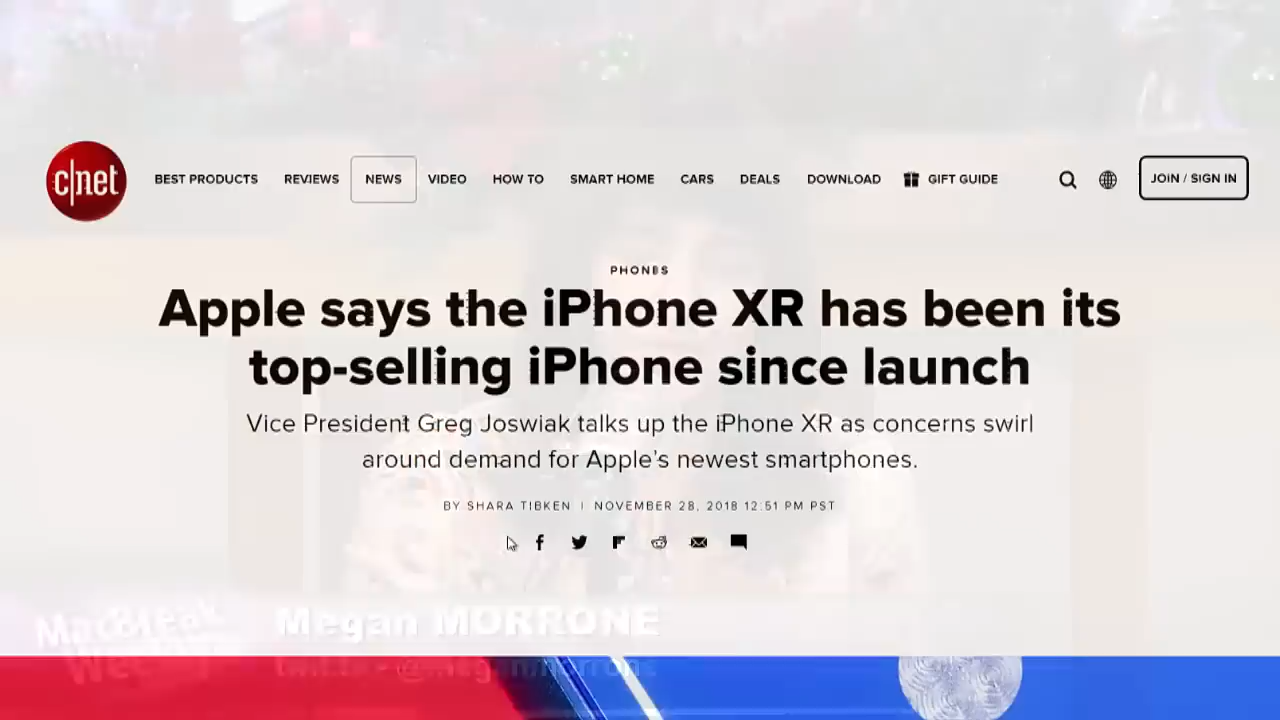 c|net
BEST PRODUCTS REVIEWS NEWS VIDEO HOW TO SMART HOME CARS DEALS DOWNLOAD GIFT GUIDE JOIN / SIGN IN
PHONES
Apple says the iPhone XR has been its
top-selling iPhone since launch
Vice President Greg Joswiak talks up the iPhone XR as concerns swirl
around demand for Apple's newest smartphones.
BY SHARA TIBKEN | NOVEMBER 28, 2018 12:51 PM PST
MacBreak
Weekly
Megan MORRONE